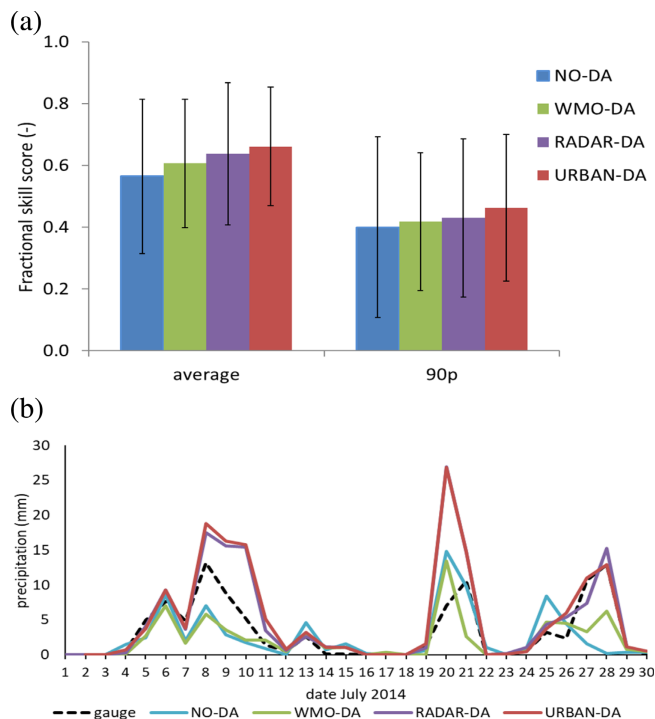 (a)
Fractional skill score (-)
1.0
0.8
0.6
0.4
0.2
0.0
average 90p
NO-DA
WMO-DA
RADAR-DA
URBAN-DA
(b)
precipitation (mm)
30
25
20
15
10
5
0
1 2 3 4 5 6 7 8 9 10 11 12 13 14 15 16 17 18 19 20 21 22 23 24 25 26 27 28 29 30
date July 2014
gauge NO-DA WMO-DA RADAR-DA URBAN-DA